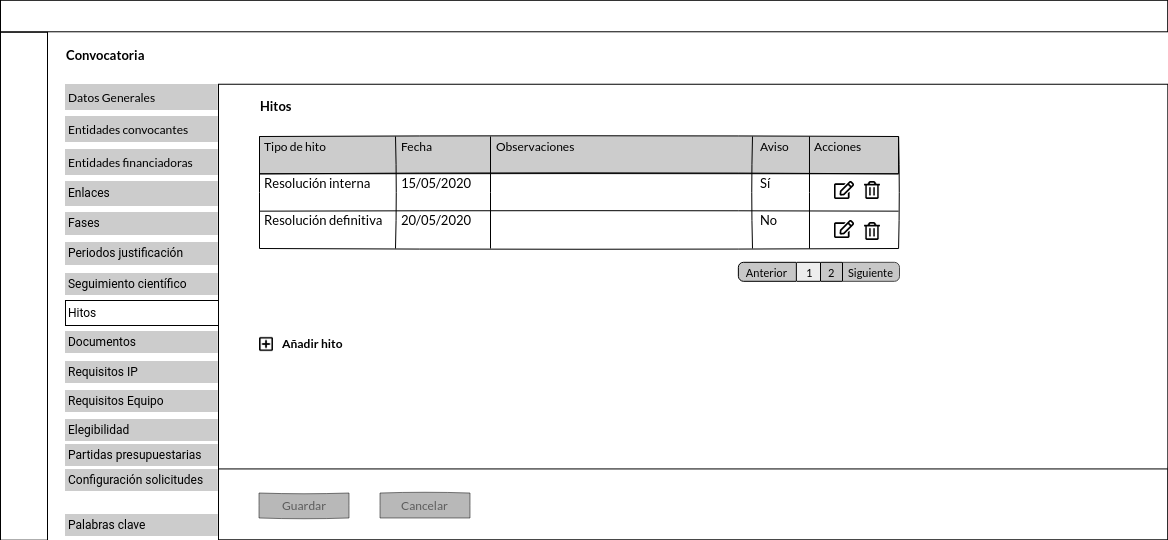 Convocatoria
Datos Generales
Entidades convocantes
Entidades financiadoras
Enlaces
Fases
Periodos justificación
Seguimiento científico
Hitos
Documentos
Requisitos IP
Requisitos Equipo
Elegibilidad
Partidas presupuestarias
Configuración solicitudes
Palabras clave
Hitos
Tipo de hito Fecha Observaciones Aviso Acciones
Resolución interna 15/05/2020 Sí
Resolución definitiva 20/05/2020 No
Anterior 1 2 Siguiente
Añadir hito
Guardar Cancelar